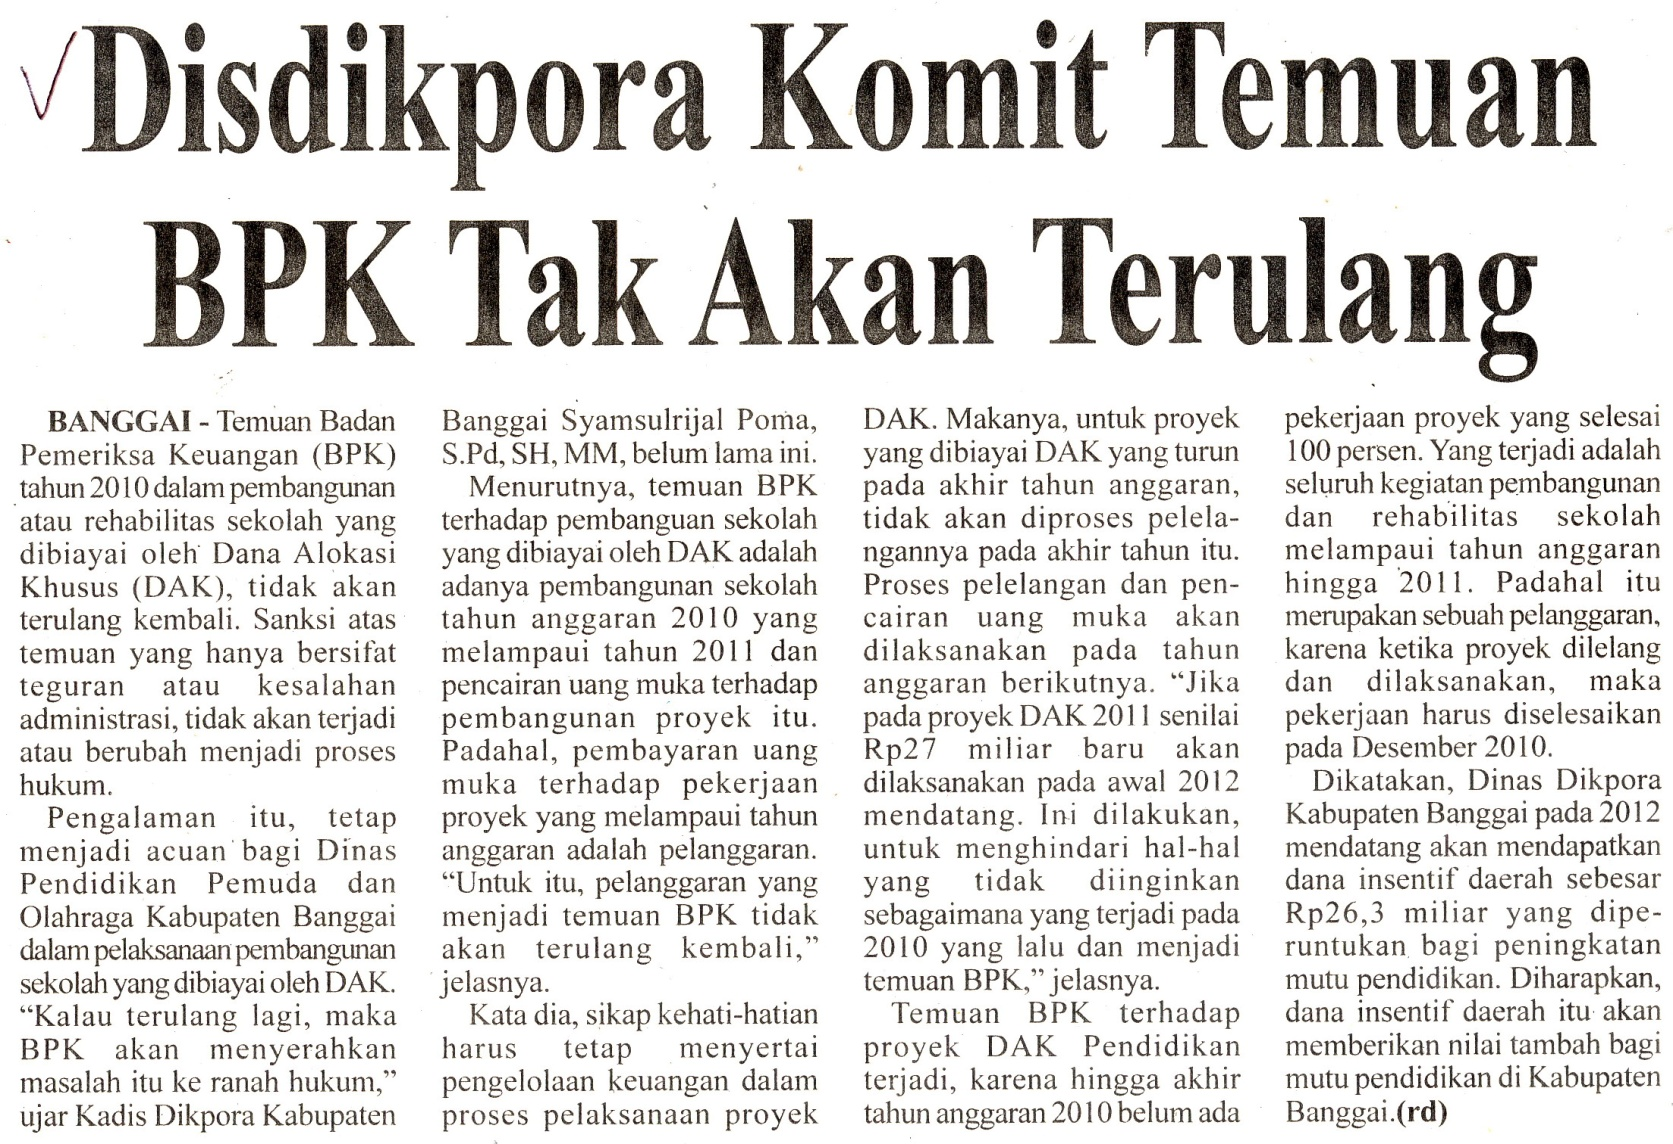 Disdikpora Komit Temuan
BPK Tak Akan Terulang
BANGGAI - Temuan Badan
Pemeriksa Keuangan (BPK)
tahun 2010 dalam pembangunan
atau rehabilitas sekolah yang
dibiayai oleh Dana Alokasi
Khusus (DAK), tidak akan
terulang kembali. Sanksi atas
temuan yang hanya bersifat
teguran atau kesalahan
administrasi, tidak akan terjadi
atau berubah menjadi proses
hukum.
Pengalaman itu, tetap
menjadi acuan bagi Dinas
Pendidikan Pemuda dan
Olahraga Kabupaten Banggai
dalam pelaksanaan pembangunan
sekolah yang dibiayai oleh DAK.
“Kalau terulang lagi, maka
BPK akan menyerahkan
masalah itu ke ranah hukum,”
ujar Kadis Dikpora Kabupaten
Banggai Syamsulrijal Poma,
S.Pd, SH, MM, belum lama ini.
Menurutnya, temuan BPK
terhadap pembanguan sekolah
yang dibiayai oleh DAK adalah
adanya pembangunan sekolah
tahun anggaran 2010 yang
melampaui tahun 2011 dan
pencairan uang muka terhadap
pembangunan proyek itu.
Padahal, pembayaran uang
muka terhadap pekerjaan
proyek yang melampaui tahun
anggaran adalah pelanggaran.
“Untuk itu, pelanggaran yang
menjadi temuan BPK tidak
akan terulang kembali,”
jelasnya.
Kata dia, sikap kehati-hatian
harus tetap menyertai
pengelolaan keuangan dalam
proses pelaksanaan proyek
DAK. Makanya, untuk proyek
yang dibiayai DAK yang turun
pada akhir tahun anggaran,
tidak akan diproses pelela-
ngannya pada akhir tahun itu.
Proses pelelangan dan pen-
cairan uang muka akan
dilaksanakan pada tahun
anggaran berikutnya. “Jika
pada proyek DAK 2011 senilai
Rp27 miliar baru akan
dilaksanakan pada awal 2012
mendatang. Ini dilakukan,
untuk menghindari hal-hal
yang tidak diinginkan
sebagaimana yang terjadi pada
2010 yang lalu dan menjadi
temuan BPK,” jelasnya.
Temuan BPK terhadap
proyek DAK Pendidikan
terjadi, karena hingga akhir
tahun anggaran 2010 belum ada
pekerjaan proyek yang selesai
100 persen. Yang terjadi adalah
seluruh kegiatan pembangunan
dan rehabilitas sekolah
melampaui tahun anggaran
hingga 2011. Padahal itu
merupakan sebuah pelanggaran,
karena ketika proyek dilelang
dan dilaksanakan, maka
pekerjaan harus diselesaikan
pada Desember 2010.
Dikatakan, Dinas Dikpora
Kabupaten Banggai pada 2012
mendatang akan mendapatkan
dana insentif daerah sebesar
Rp26,3 miliar yang dipe-
runtukan bagi peningkatan
mutu pendidikan. Diharapkan,
dana insentif daerah itu akan
memberikan nilai tambah bagi
mutu pendidikan di Kabupaten
Banggai.(rd)